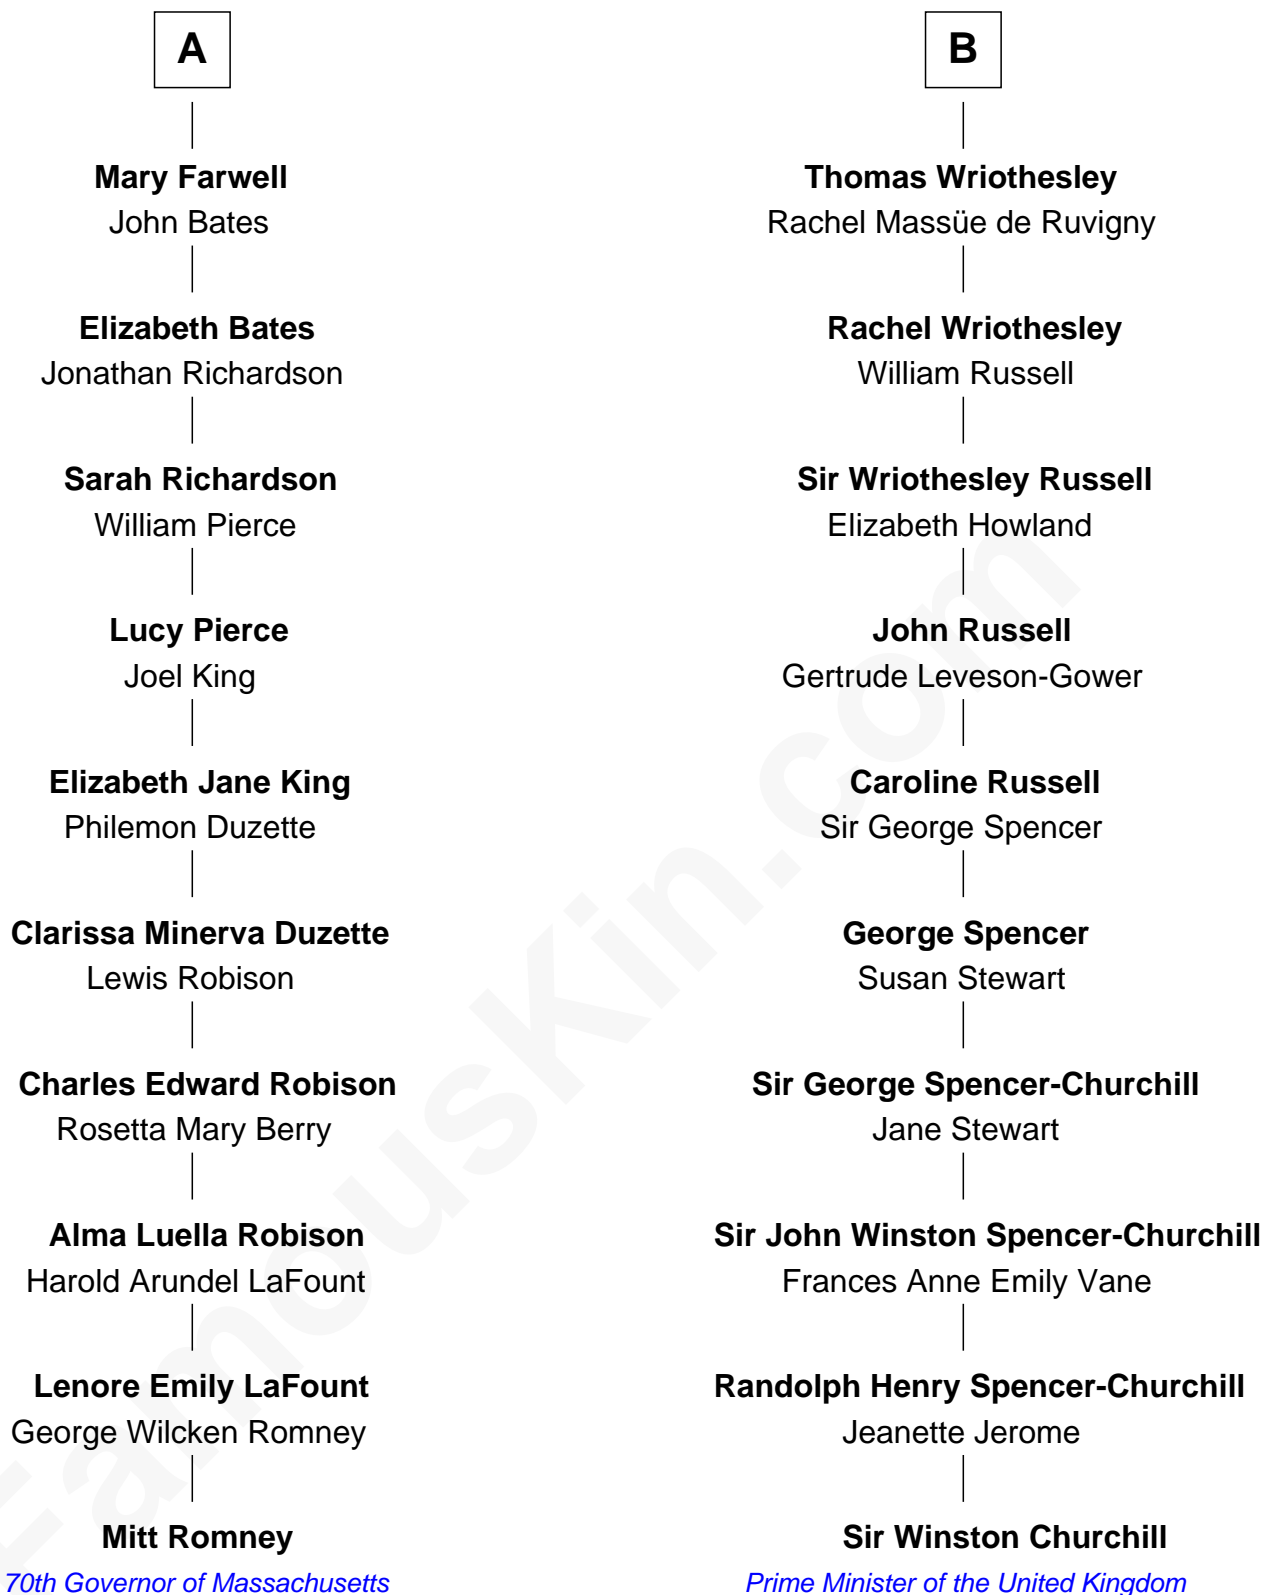 A
Mary Farwell
John Bates
Elizabeth Bates
Jonathan Richardson
Sarah Richardson
William Pierce
Lucy Pierce
Joel King
Elizabeth Jane King
Philemon Duzette
Clarissa Minerva Duzette
Lewis Robison
Charles Edward Robison
Rosetta Mary Berry
Alma Luella Robison
Harold Arundel LaFount
Lenore Emily LaFount
George Wilcken Romney
Mitt Romney
70th Governor of Massachusetts
B
Thomas Wriothesley
Rachel Massüe de Ruvigny
Rachel Wriothesley
William Russell
Sir Wriothesley Russell
Elizabeth Howland
John Russell
Gertrude Leveson-Gower
Caroline Russell
Sir George Spencer
George Spencer
Susan Stewart
Sir George Spencer-Churchill
Jane Stewart
Sir John Winston Spencer-Churchill
Frances Anne Emily Vane
Randolph Henry Spencer-Churchill
Jeanette Jerome
Sir Winston Churchill
Prime Minister of the United Kingdom
FamousKin.com